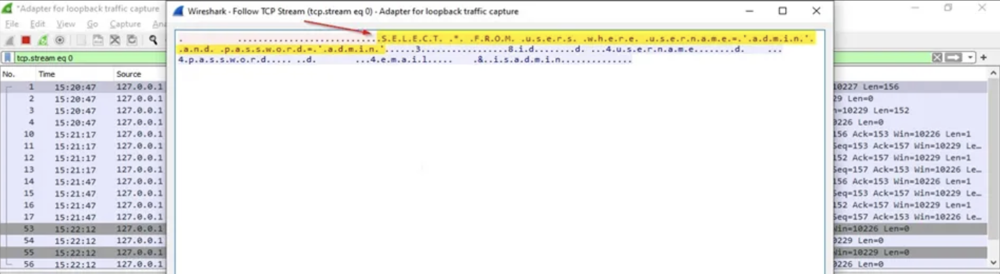 *Adapter for loopback traffic capture
Wireshark · Follow TCP Stream (tcp.stream eq 0) · Adapter for loopback traffic capture
File Edit View Go Capture Ana
. ..........................S.E.L.E.C.T. .*. .F.R.O.M. .u.s.e.r.s. .w.h.e.r.e. .u.s.e.r.n.a.m.e.=.'.a.d.m.i.n.'.
.a.n.d. .p.a.s.s.w.o.r.d.=.'.a.d.m.i.n.'.......3................8.i.d........d. ...4.u.s.e.r.n.a.m.e........d. ...
4.p.a.s.s.w.o.r.d..... ..d. ...4.e.m.a.i.l..... .&..i.s.a.d.m.i.n..............
tcp.stream eq 0
No. Time Source
1 15:20:47 127.0.0.1 10227 Len=156
2 15:20:47 127.0.0.1 29 Len=0
3 15:20:47 127.0.0.1 n=10229 Len=152
4 15:20:47 127.0.0.1 0226 Len=0
10 15:21:17 127.0.0.1 156 Ack=153 Win=10226 Len=1
11 15:21:17 127.0.0.1 Seq=153 Ack=157 Win=10229 Le…
12 15:21:17 127.0.0.1 152 Ack=157 Win=10229 Len=1
13 15:21:17 127.0.0.1 Seq=157 Ack=153 Win=10226 Le…
14 15:21:47 127.0.0.1 156 Ack=153 Win=10226 Len=1
15 15:21:47 127.0.0.1 Seq=153 Ack=157 Win=10229 Le…
16 15:21:47 127.0.0.1 152 Ack=157 Win=10229 Len=1
17 15:21:47 127.0.0.1 Seq=157 Ack=153 Win=10226 Le…
53 15:22:12 127.0.0.1 Win=10226 Len=0
54 15:22:12 127.0.0.1 0229 Len=0
55 15:22:12 127.0.0.1 Win=10229 Len=0
56 15:22:12 127.0.0.1 0226 Len=0